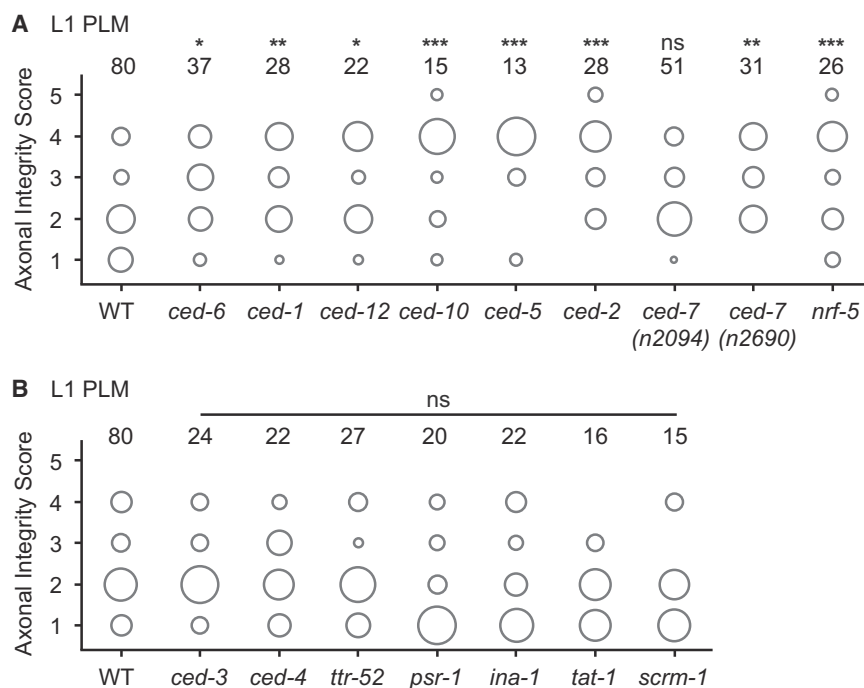 A L1 PLM
* ** * *** *** *** ns ** ***
80 37 28 22 15 13 28 51 31 26
Axonal Integrity Score
5
4
3
2
1
WT ced-6 ced-1 ced-12 ced-10 ced-5 ced-2 ced-7 ced-7 nrf-5
(n2094) (n2690)
B L1 PLM
ns
80 24 22 27 20 22 16 15
Axonal Integrity Score
5
4
3
2
1
WT ced-3 ced-4 ttr-52 psr-1 ina-1 tat-1 scrm-1